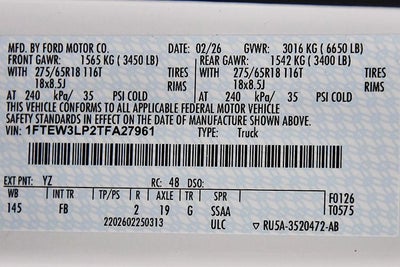 MFD. BY FORD MOTOR CO. DATE: 02/26 GVWR: 3016 KG ( 6650 LB)
FRONT GAWR: 1565 KG ( 3450 LB) REAR GAWR: 1542 KG ( 3400 LB)
WITH 275/65R18 116T TIRES WITH 275/65R18 116T TIRES
18x8.5J RIMS 18x8.5J RIMS
AT 240 kPa/ 35 PSI COLD AT 240 kPa/ 35 PSI COLD
THIS VEHICLE CONFORMS TO ALL APPLICABLE FEDERAL MOTOR VEHICLE
SAFETY STANDARDS IN EFFECT ON THE DATE OF MANUFACTURE SHOWN ABOVE.
VIN: 1FTEW3LP2TFA27961 TYPE: Truck
EXT PNT: YZ RC: 48 DSO:
WB INT TR TP/PS R AXLE TR SPR F0126
145 FB 2 19 G SSAA T0575
2202602250313 ULC RU5A-3520472-AB